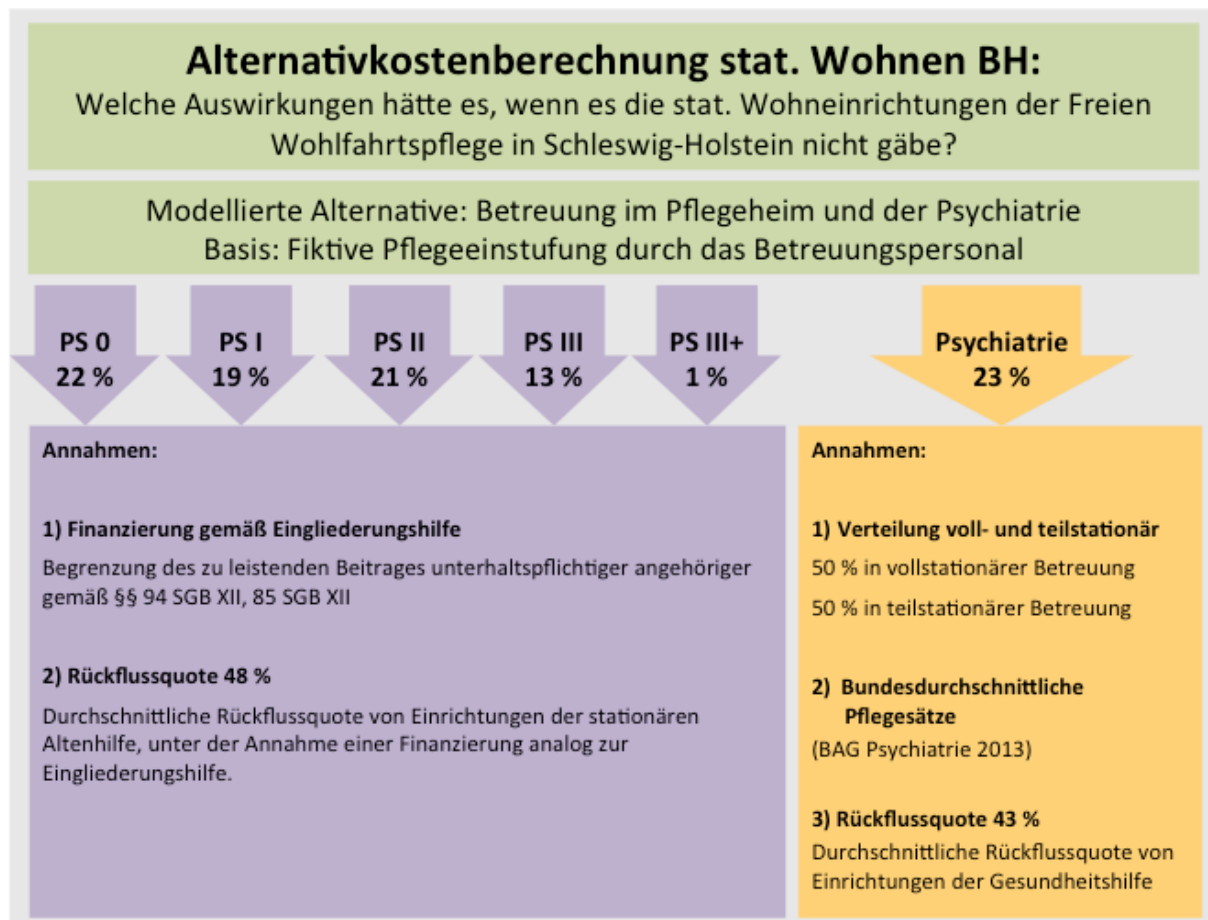 Alternativkostenberechnung stat. Wohnen BH:
Welche Auswirkungen hätte es, wenn es die stat. Wohneinrichtungen der Freien
Wohlfahrtspflege in Schleswig-Holstein nicht gäbe?
Modellierte Alternative: Betreuung im Pflegeheim und der Psychiatrie
Basis: Fiktive Pflegeeinstufung durch das Betreuungspersonal
PS 0
22 %
PS I
19 %
PS II
21 %
PS III
13 %
PS III+
1 %
Psychiatrie
23 %
Annahmen:
1) Finanzierung gemäß Eingliederungshilfe
Begrenzung des zu leistenden Beitrages unterhaltspflichtiger angehöriger
gemäß §§ 94 SGB XII, 85 SGB XII
2) Rückflussquote 48 %
Durchschnittliche Rückflussquote von Einrichtungen der stationären
Altenhilfe, unter der Annahme einer Finanzierung analog zur
Eingliederungshilfe.
Annahmen:
1) Verteilung voll- und teilstationär
50 % in vollstationärer Betreuung
50 % in teilstationärer Betreuung
2) Bundesdurchschnittliche
Pflegesätze
(BAG Psychiatrie 2013)
3) Rückflussquote 43 %
Durchschnittliche Rückflussquote von
Einrichtungen der Gesundheitshilfe